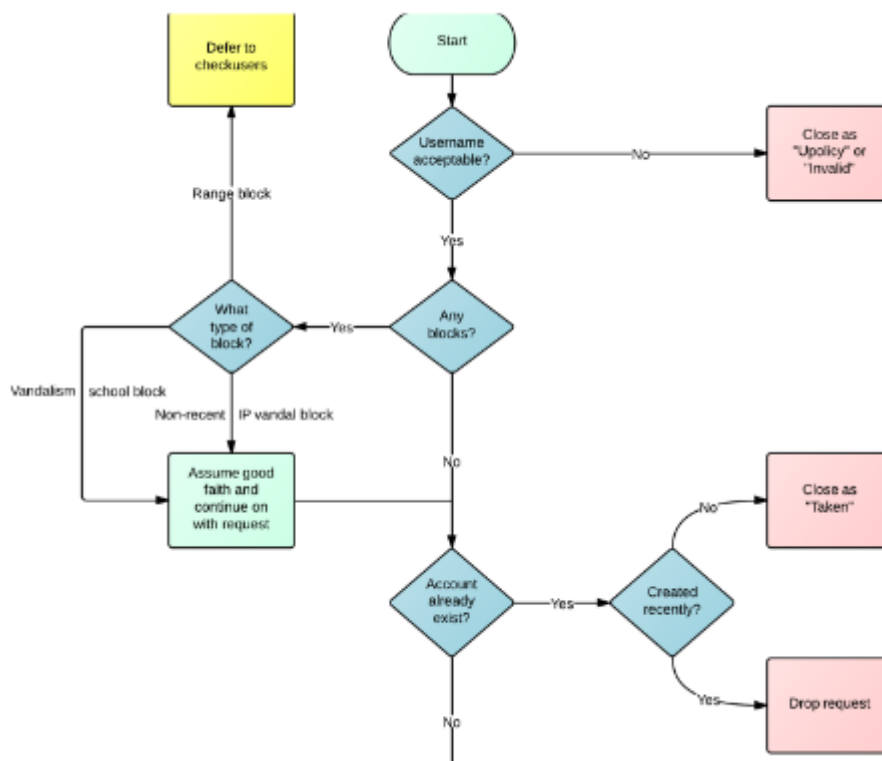 Defer to
checkusers
Start
Username
acceptable?
No
Close as
"Upolicy" or
"Invalid"
Range block
Yes
What
type of
block?
Yes
Any
blocks?
Vandalism
school block
Non-recent
IP vandal block
No
Assume good
faith and
continue on
with request
No
Close as
"Taken"
Account
already
exist?
Yes
Created
recently?
Yes
Drop request
No